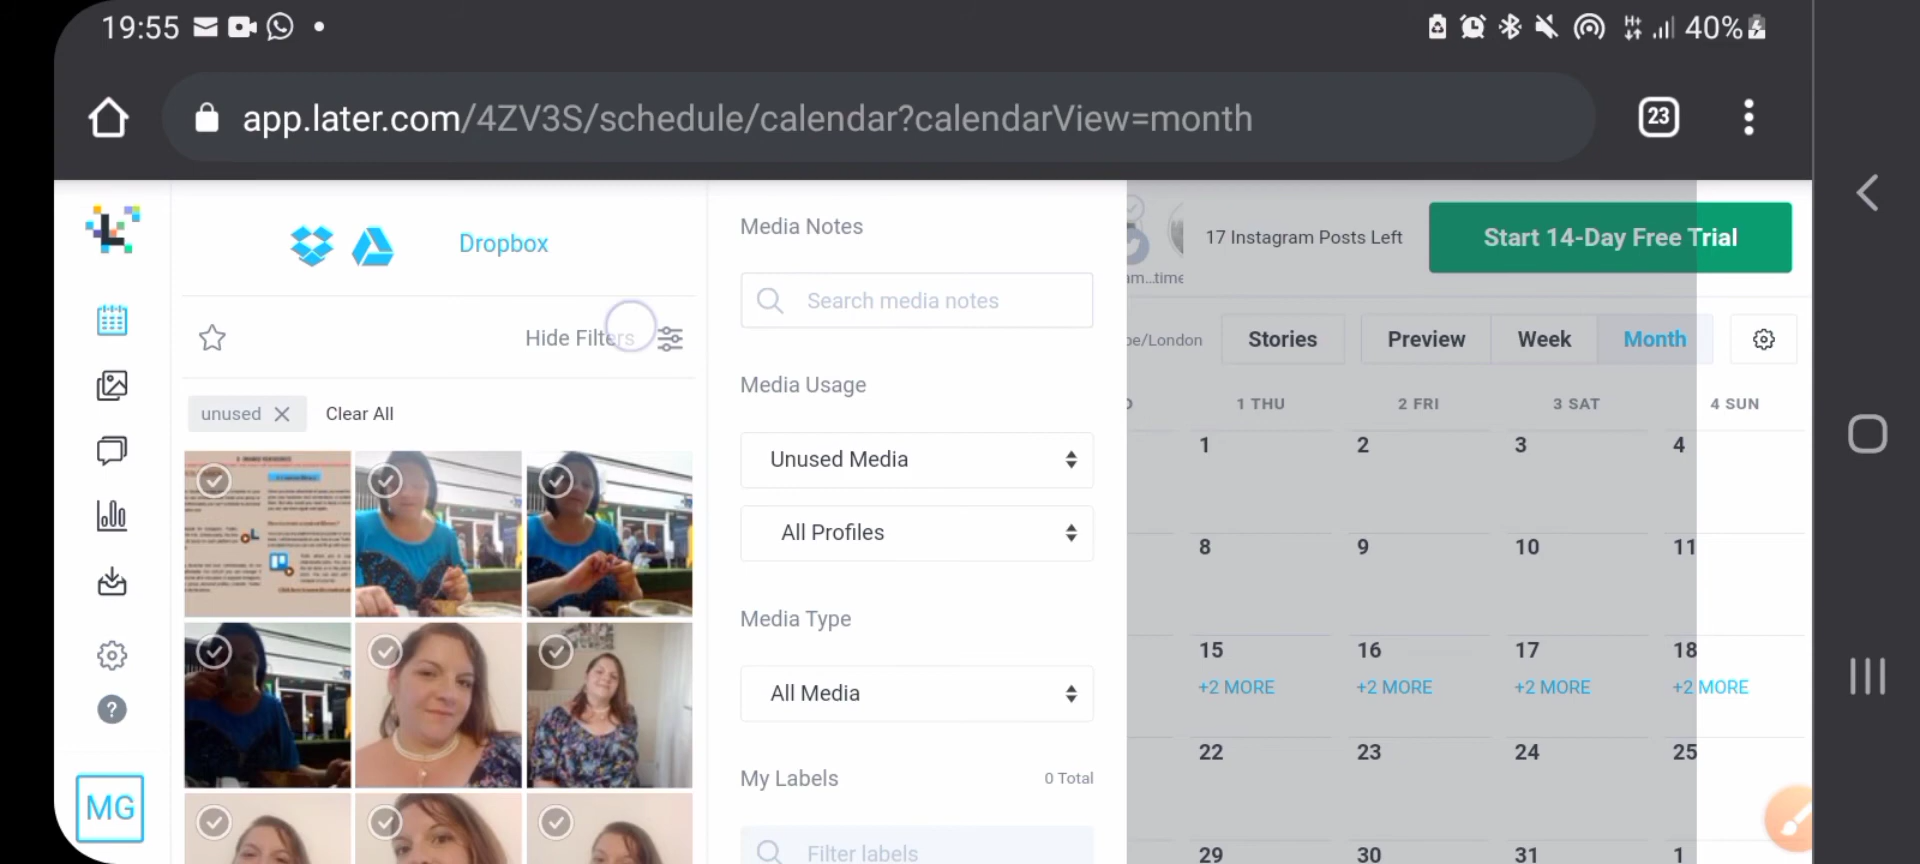 19:55
40%
app.later.com/4ZV3S/schedule/calendar?calendarView=month
23
Dropbox
Hide Filters
unused
Clear All
MG
Media Notes
Search media notes
Media Usage
Unused Media
All Profiles
Media Type
All Media
My Labels
0 Total
Filter labels
17 Instagram Posts Left
Start 14-Day Free Trial
am...time
pe/London
Stories
Preview
Week
Month
1 THU
2 FRI
3 SAT
4 SUN
1
2
3
4
8
9
10
11
15
16
17
18
+2 MORE
+2 MORE
+2 MORE
+2 MORE
22
23
24
25
29
30
31
1